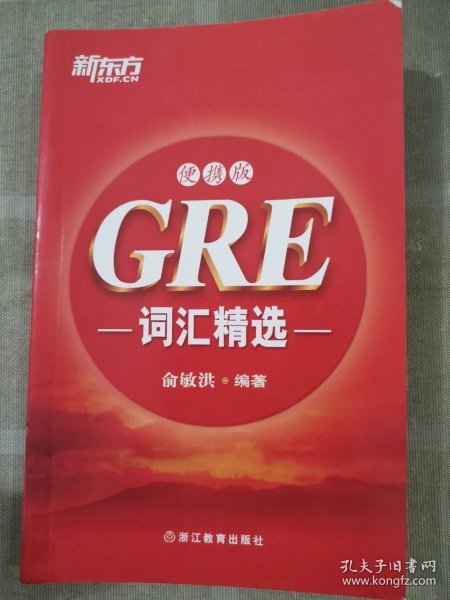 新东方
XDF.CN
便携版
GRE
词汇精选
俞敏洪·编著
浙江教育出版社
孔夫子旧书网
www.kongfz.com